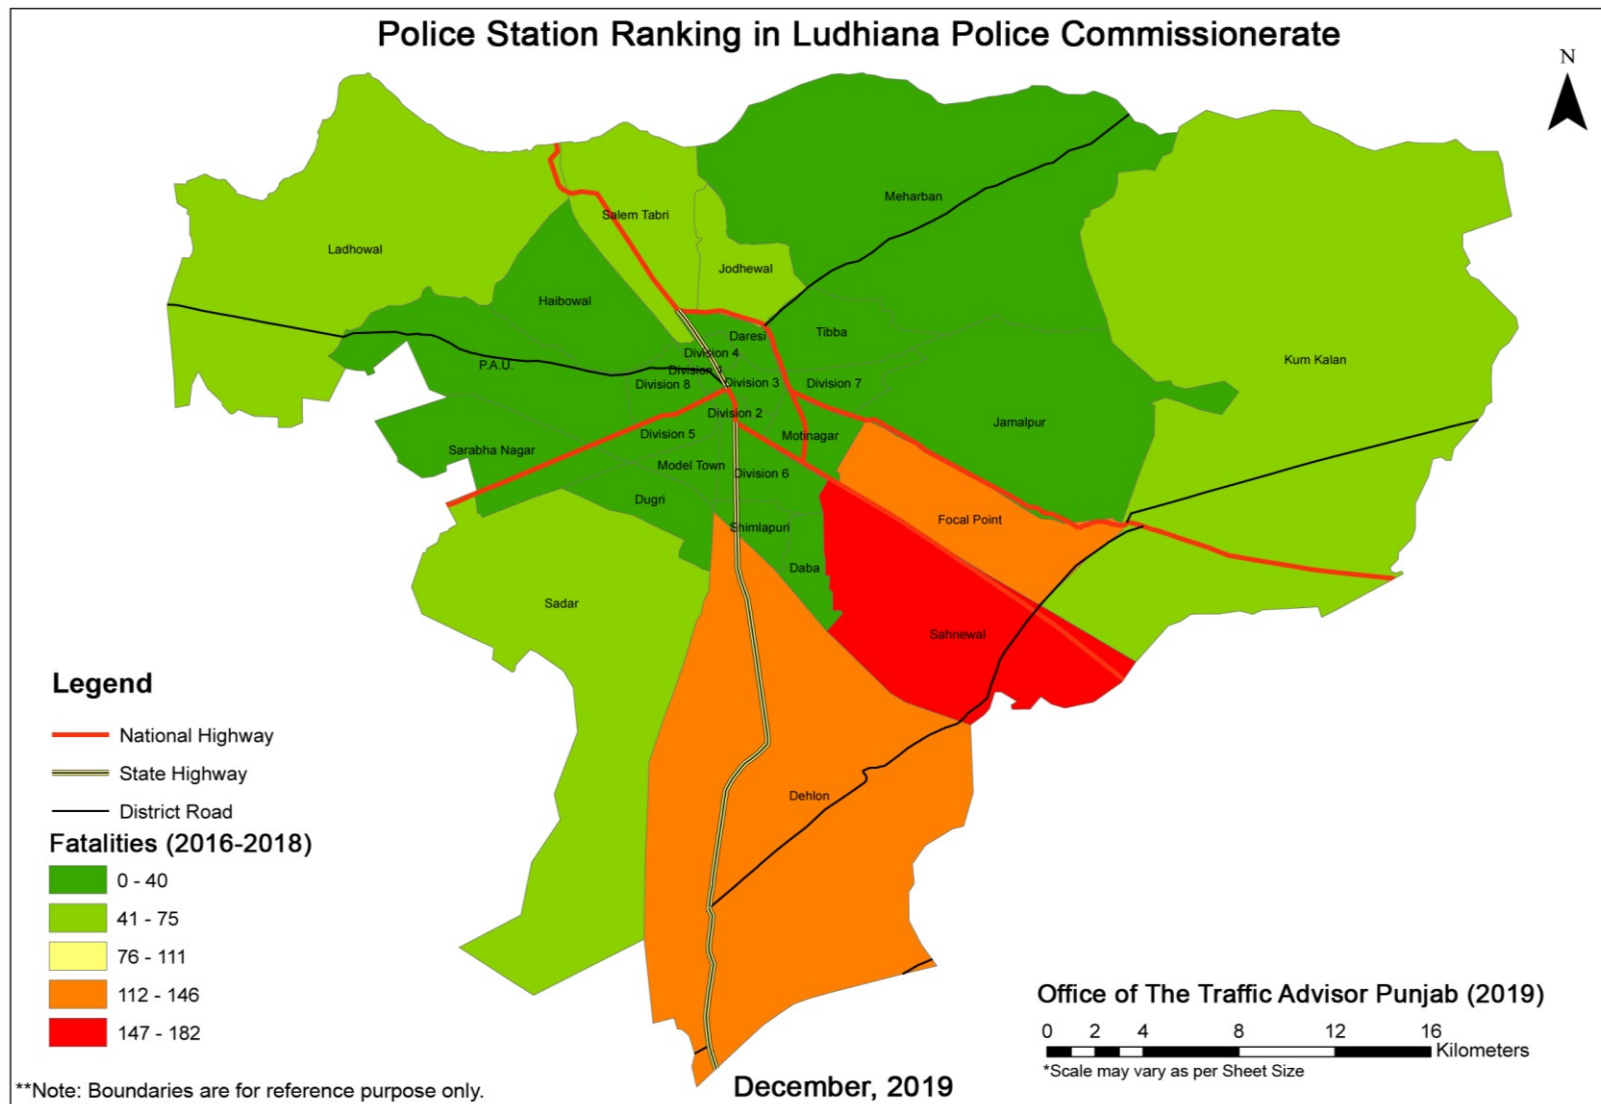 Police Station Ranking in Ludhiana Police Commissionerate
N
Meharban
Salem Tabri
Ladhowal
Jodhewal
Haibowal
Tibba
Daresi
Division 4
Kum Kalan
P.A.U.
Division 8
Division 3
Division 7
Division 2
Jamalpur
Division 5
Motinagar
Sarabha Nagar
Model Town
Division 6
Dugri
Focal Point
Shimlapuri
Daba
Sadar
Sahnewal
Dehlon
Legend
National Highway
State Highway
District Road
Fatalities (2016-2018)
0 - 40
41 - 75
76 - 111
112 - 146
147 - 182
Office of The Traffic Advisor Punjab (2019)
0 2 4 8 12 16
Kilometers
*Scale may vary as per Sheet Size
December, 2019
**Note: Boundaries are for reference purpose only.